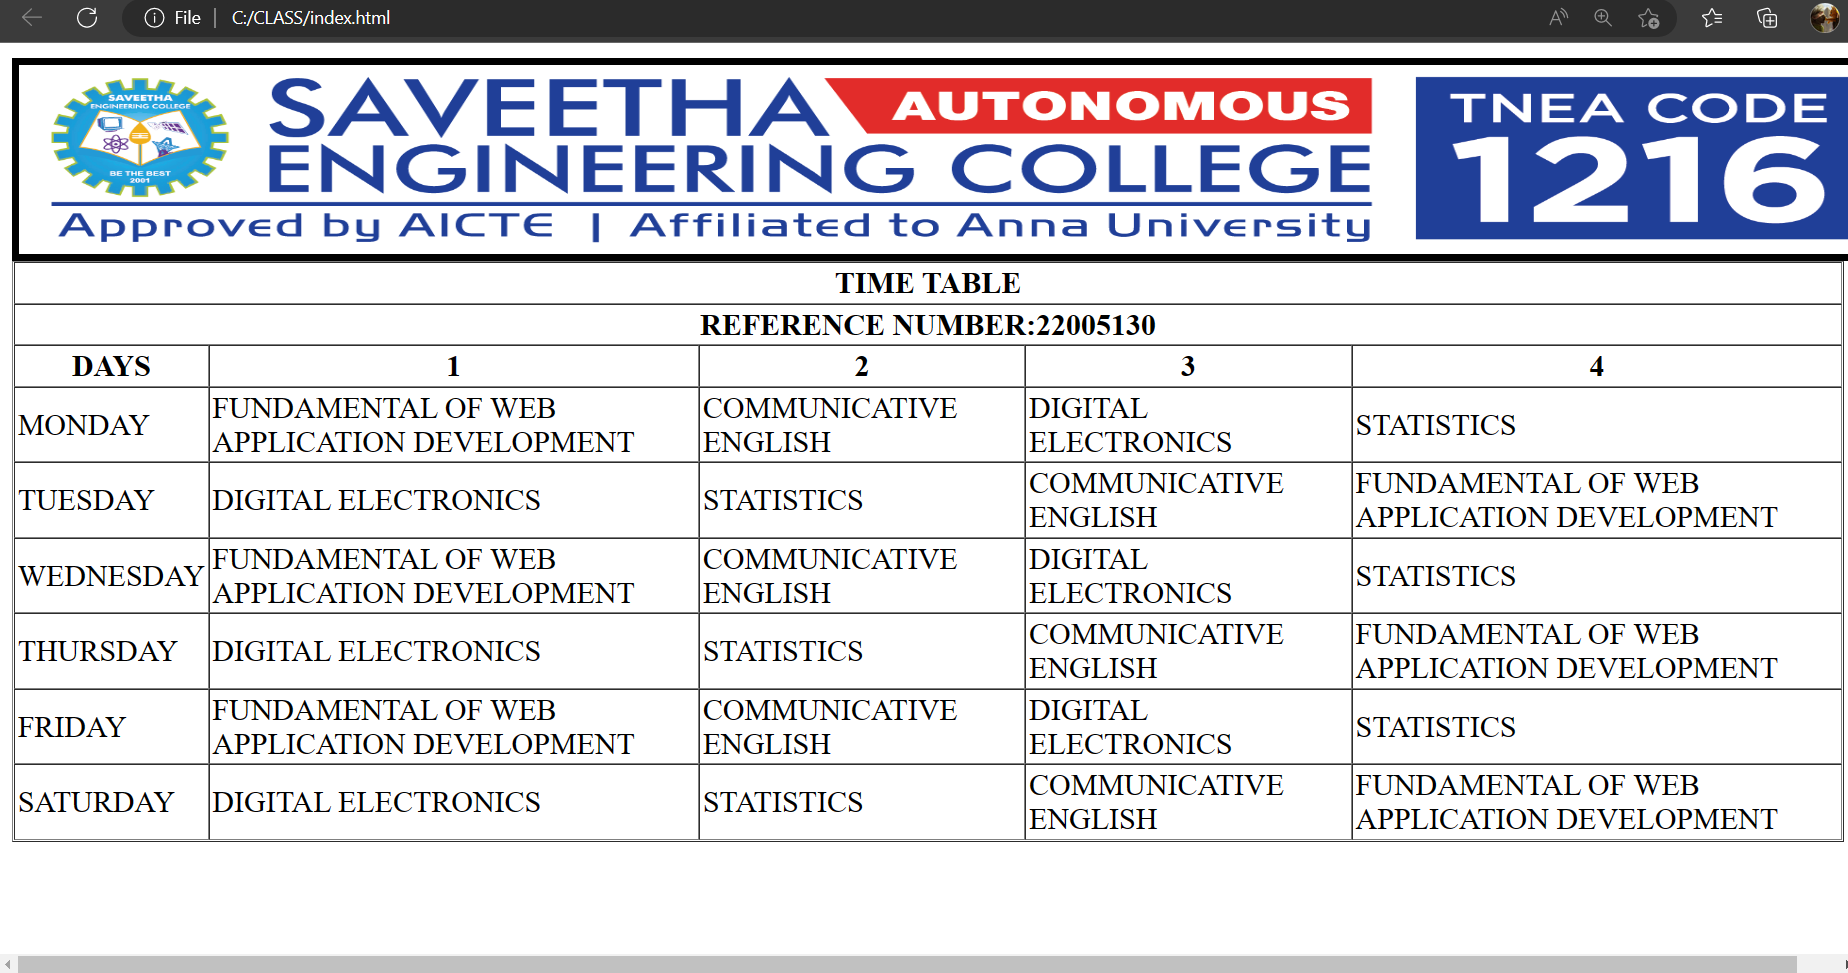 File | C:/CLASS/index.html
SAVEETHA
ENGINEERING COLLEGE
BE THE BEST
2001
SAVEETHA AUTONOMOUS
ENGINEERING COLLEGE
Approved by AICTE | Affiliated to Anna University
TNEA CODE
1216
TIME TABLE
REFERENCE NUMBER:22005130
DAYS 1 2 3 4
MONDAY FUNDAMENTAL OF WEB APPLICATION DEVELOPMENT COMMUNICATIVE ENGLISH DIGITAL ELECTRONICS STATISTICS
TUESDAY DIGITAL ELECTRONICS STATISTICS COMMUNICATIVE ENGLISH FUNDAMENTAL OF WEB APPLICATION DEVELOPMENT
WEDNESDAY FUNDAMENTAL OF WEB APPLICATION DEVELOPMENT COMMUNICATIVE ENGLISH DIGITAL ELECTRONICS STATISTICS
THURSDAY DIGITAL ELECTRONICS STATISTICS COMMUNICATIVE ENGLISH FUNDAMENTAL OF WEB APPLICATION DEVELOPMENT
FRIDAY FUNDAMENTAL OF WEB APPLICATION DEVELOPMENT COMMUNICATIVE ENGLISH DIGITAL ELECTRONICS STATISTICS
SATURDAY DIGITAL ELECTRONICS STATISTICS COMMUNICATIVE ENGLISH FUNDAMENTAL OF WEB APPLICATION DEVELOPMENT